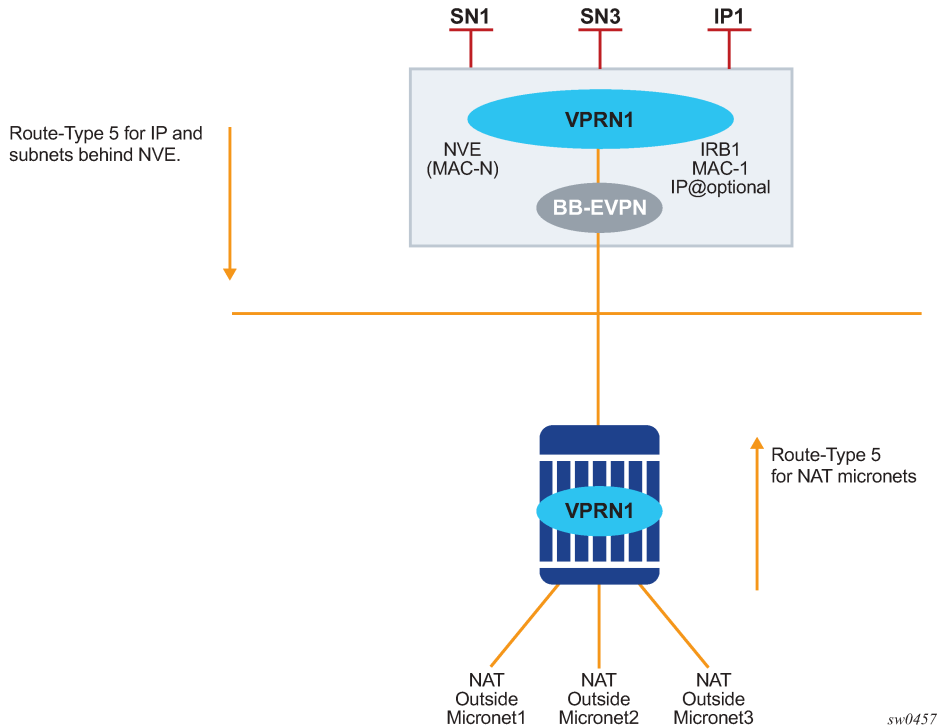 SN1
SN3
IP1
Route-Type 5 for IP and
subnets behind NVE.
VPRN1
NVE
(MAC-N)
IRB1
MAC-1
IP@optional
BB-EVPN
Route-Type 5
for NAT micronets
VPRN1
NAT
Outside
Micronet1
NAT
Outside
Micronet2
NAT
Outside
Micronet3
sw0457